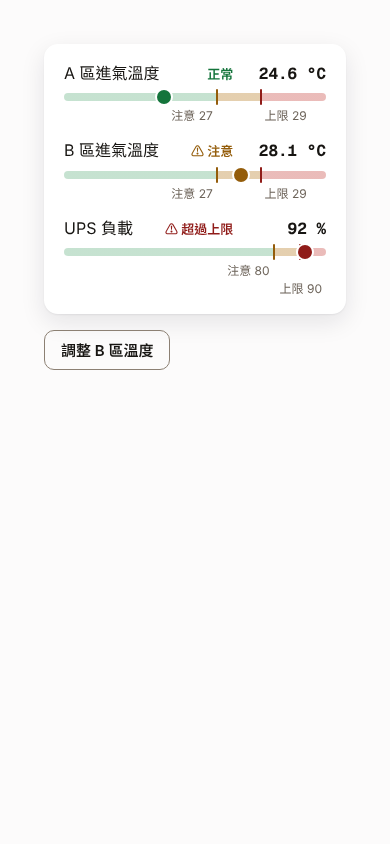 A 區進氣溫度 正常 24.6 °C
注意 27 上限 29
B 區進氣溫度 注意 28.1 °C
注意 27 上限 29
UPS 負載 超過上限 92 %
注意 80
上限 90
調整 B 區溫度